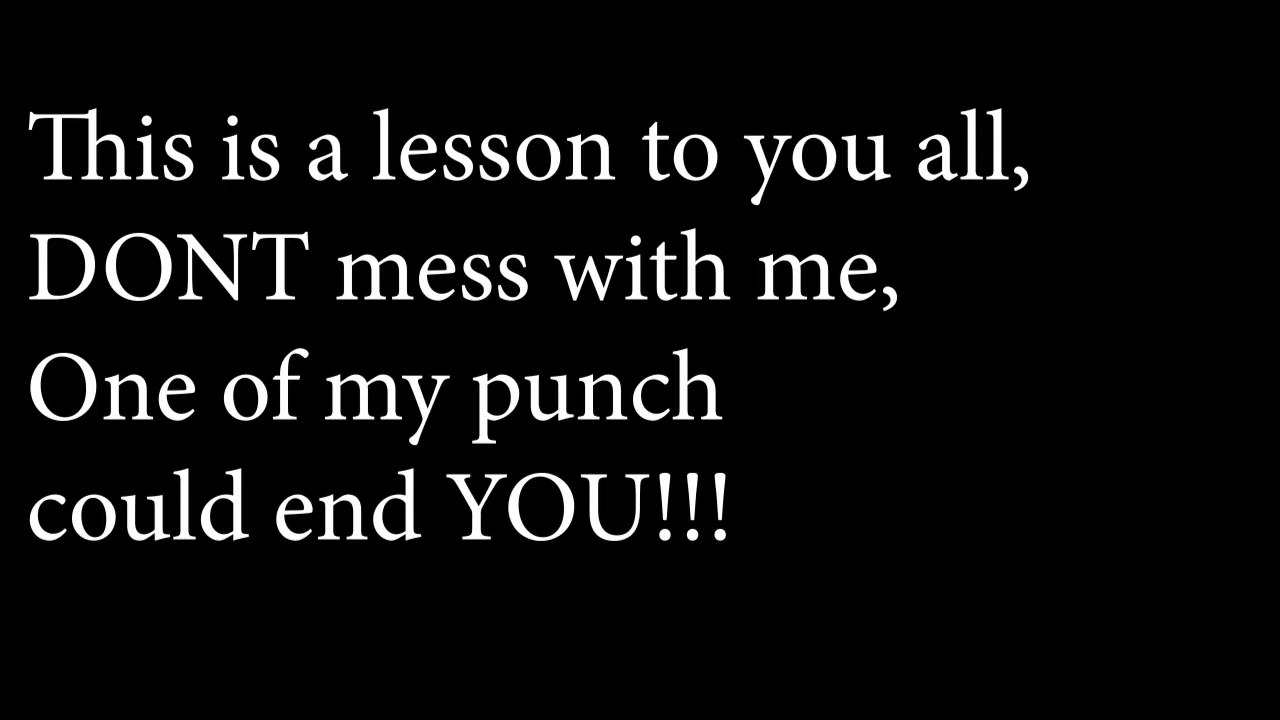 This is a lesson to you all,
DONT mess with me,
One of my punch
could end YOU!!!